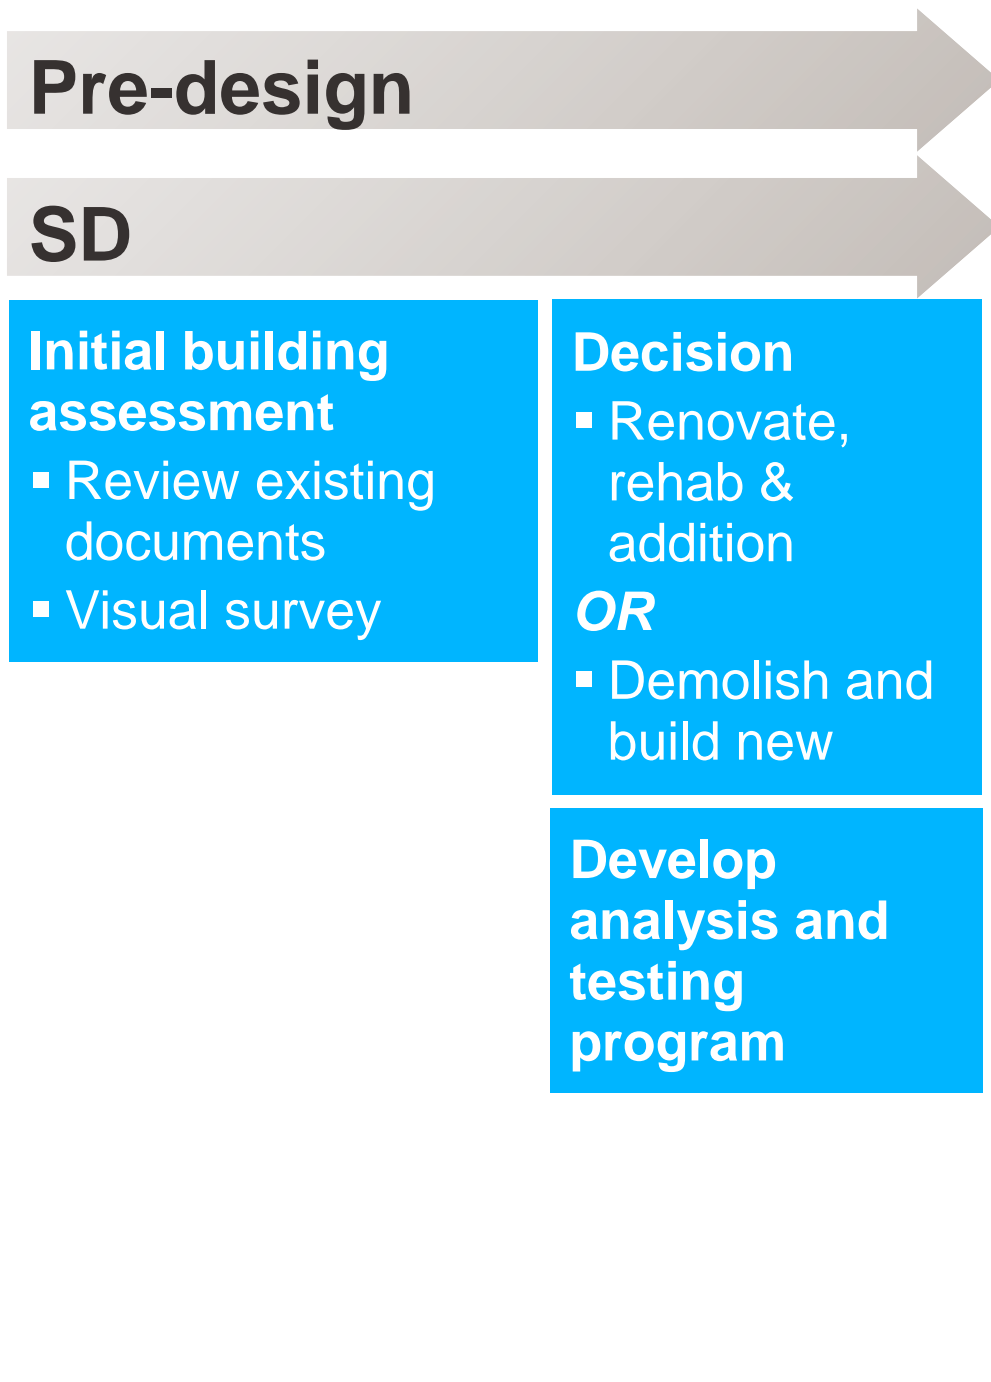 Pre-design
SD
Initial building
assessment
▪ Review existing
documents
▪ Visual survey
Decision
▪ Renovate,
rehab &
addition
OR
▪ Demolish and
build new
Develop
analysis and
testing
program